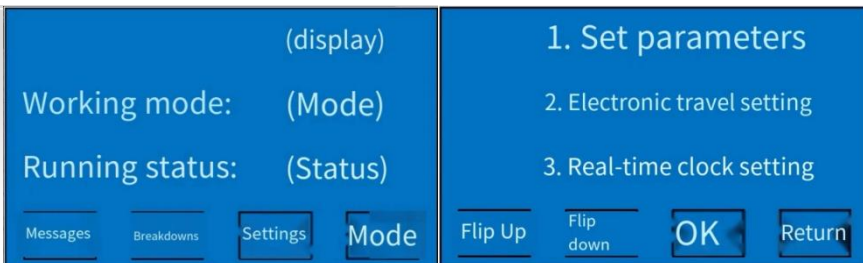 (display)
Working mode: (Mode)
Running status: (Status)
Messages Breakdowns Settings Mode
1. Set parameters
2. Electronic travel setting
3. Real-time clock setting
Flip Up Flip down OK Return